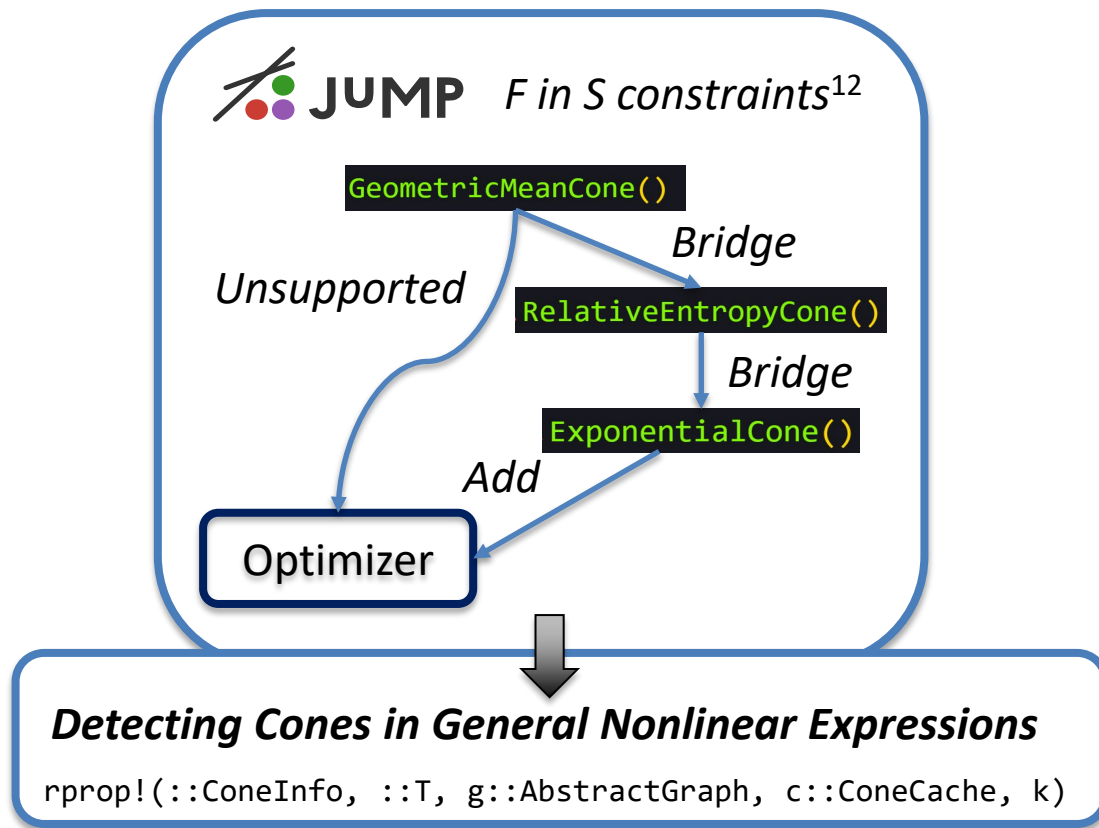 JuMP F in S constraints12
GeometricMeanCone()
Bridge
Unsupported
RelativeEntropyCone()
Bridge
ExponentialCone()
Add
Optimizer
Detecting Cones in General Nonlinear Expressions
rprop!(::ConeInfo, ::T, g::AbstractGraph, c::ConeCache, k)